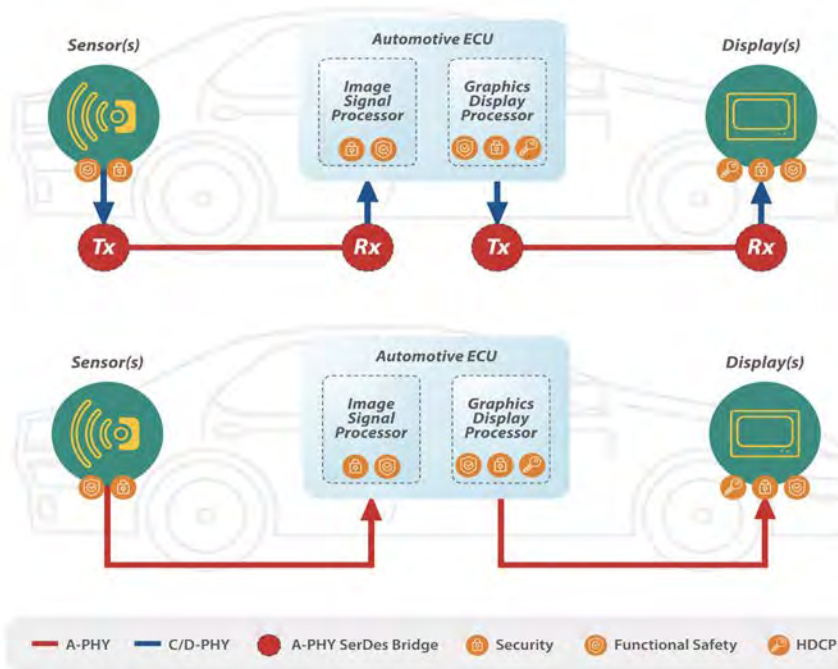 Sensor(s)
Automotive ECU
Display(s)
Image
Signal
Processor
Graphics
Display
Processor
Tx
Rx
Tx
Rx
Sensor(s)
Automotive ECU
Display(s)
Image
Signal
Processor
Graphics
Display
Processor
A-PHY
C/D-PHY
A-PHY SerDes Bridge
Security
Functional Safety
HDCP